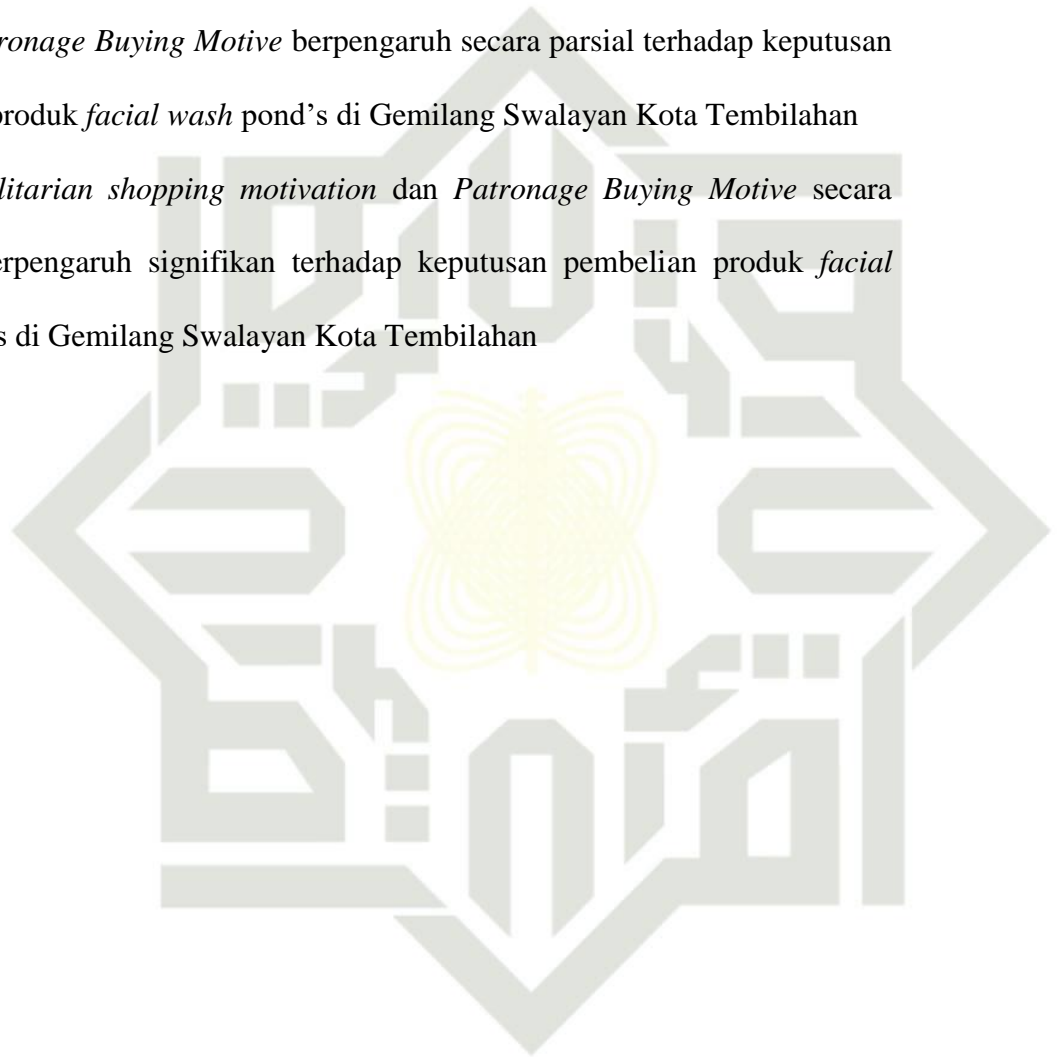 ronage Buying Motive berpengaruh secara parsial terhadap keputusan
produk facial wash pond’s di Gemilang Swalayan Kota Tembilahan
litarian shopping motivation dan Patronage Buying Motive secara
erpengaruh signifikan terhadap keputusan pembelian produk facial
s di Gemilang Swalayan Kota Tembilahan